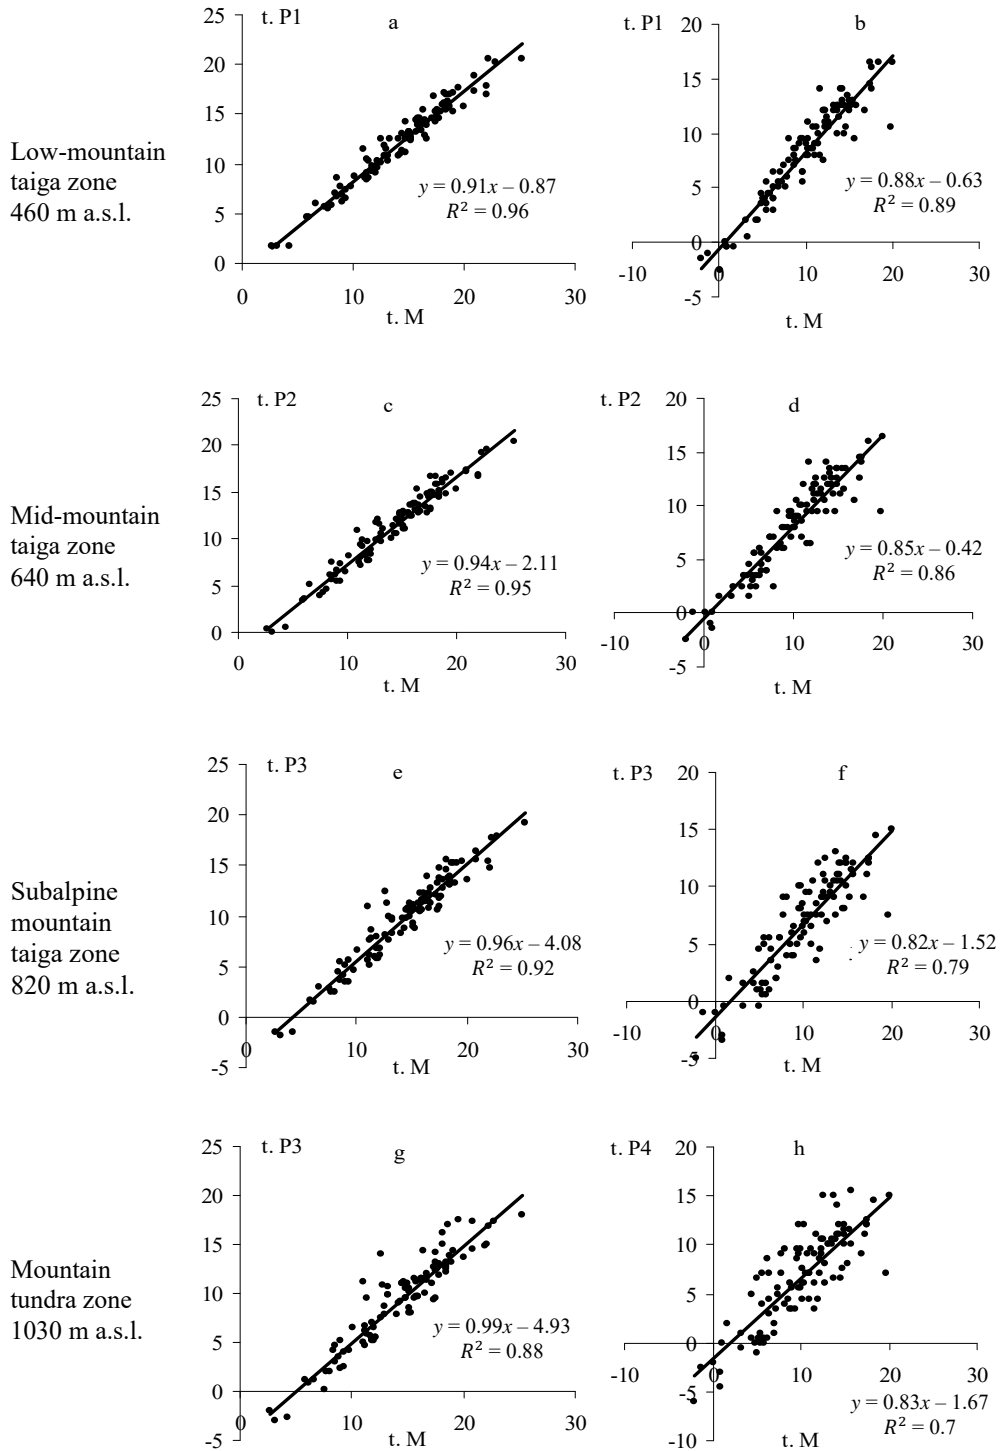 25
t. P1
a
20
15
10
5
0
0
10
20
30
y = 0.91x – 0.87
R² = 0.96
t. M
t. P1
20
b
15
10
5
0
-5
-10
0
10
20
30
y = 0.88x – 0.63
R² = 0.89
t. M
Low-mountain
taiga zone
460 m a.s.l.
25
t. P2
c
20
15
10
5
0
0
10
20
30
y = 0.94x – 2.11
R² = 0.95
t. M
t. P2
20
d
15
10
5
0
-5
-10
0
10
20
30
y = 0.85x – 0.42
R² = 0.86
t. M
Mid-mountain
taiga zone
640 m a.s.l.
25
t. P3
e
20
15
10
5
0
-5
0
10
20
30
y = 0.96x – 4.08
R² = 0.92
t. M
t. P3
20
f
15
10
5
0
-5
-10
0
10
20
30
y = 0.82x – 1.52
R² = 0.79
t. M
Subalpine
mountain
taiga zone
820 m a.s.l.
25
t. P3
g
20
15
10
5
0
-5
0
10
20
30
y = 0.99x – 4.93
R² = 0.88
t. M
t. P4
20
h
15
10
5
0
-5
-10
-10
0
10
20
30
y = 0.83x – 1.67
R² = 0.7
t. M
Mountain
tundra zone
1030 m a.s.l.